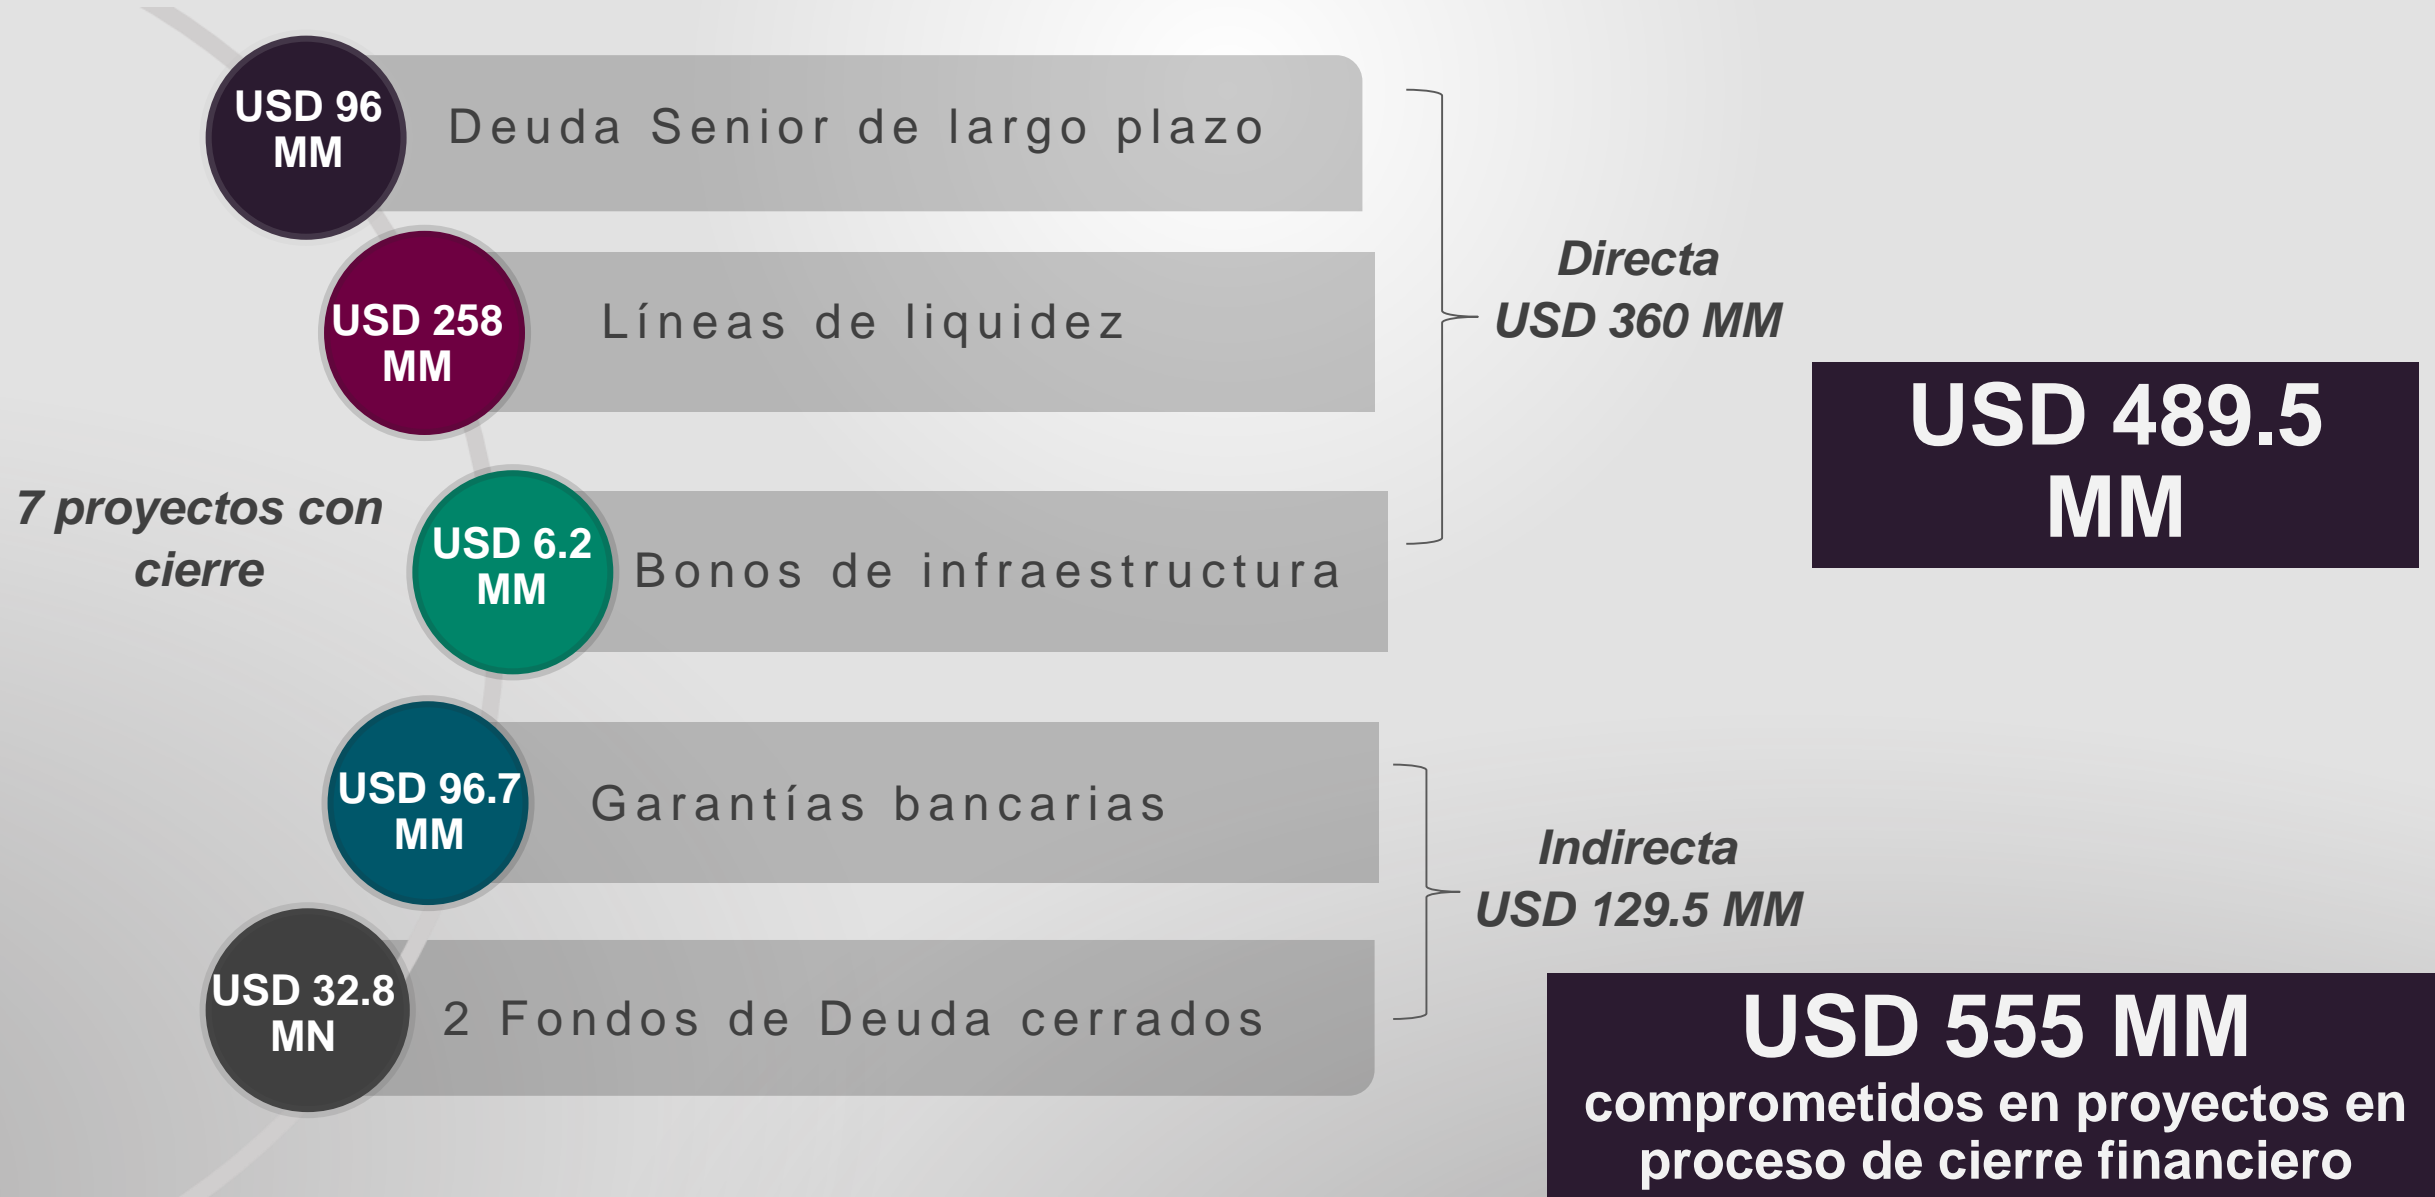 USD 96
MM
Deuda Senior de largo plazo
USD 258
MM
Líneas de liquidez
USD 6.2
MM
Bonos de infraestructura
Directa
USD 360 MM
7 proyectos con
cierre
USD 96.7
MM
Garantías bancarias
USD 32.8
MN
2 Fondos de Deuda cerrados
Indirecta
USD 129.5 MM
USD 489.5
MM
USD 555 MM
comprometidos en proyectos en
proceso de cierre financiero